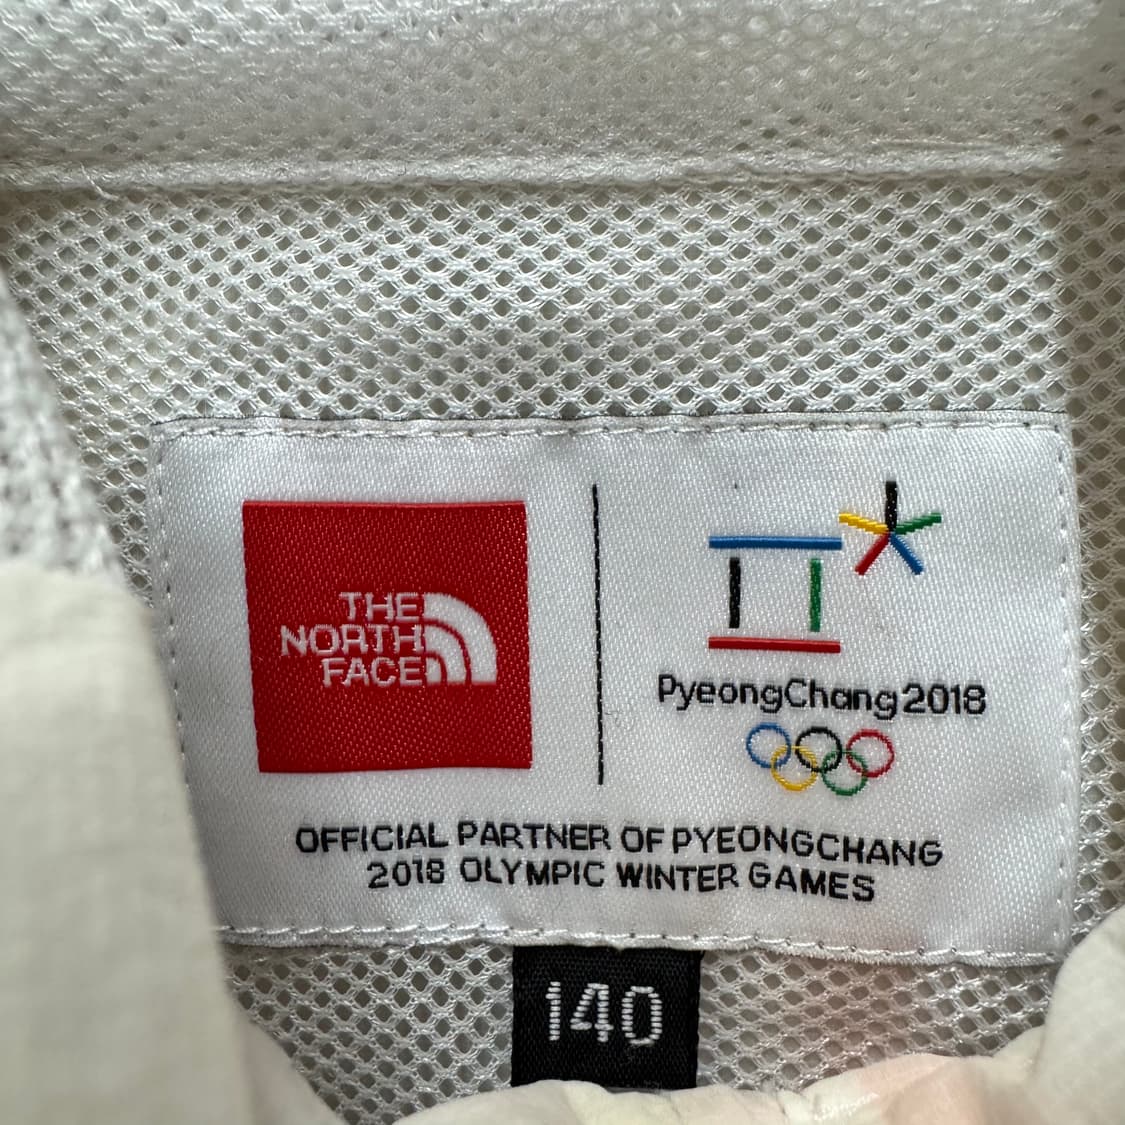 THE
NORTH
FACE
PyeongChang2018
OFFICIAL PARTNER OF PYEONGCHANG
2018 OLYMPIC WINTER GAMES
140